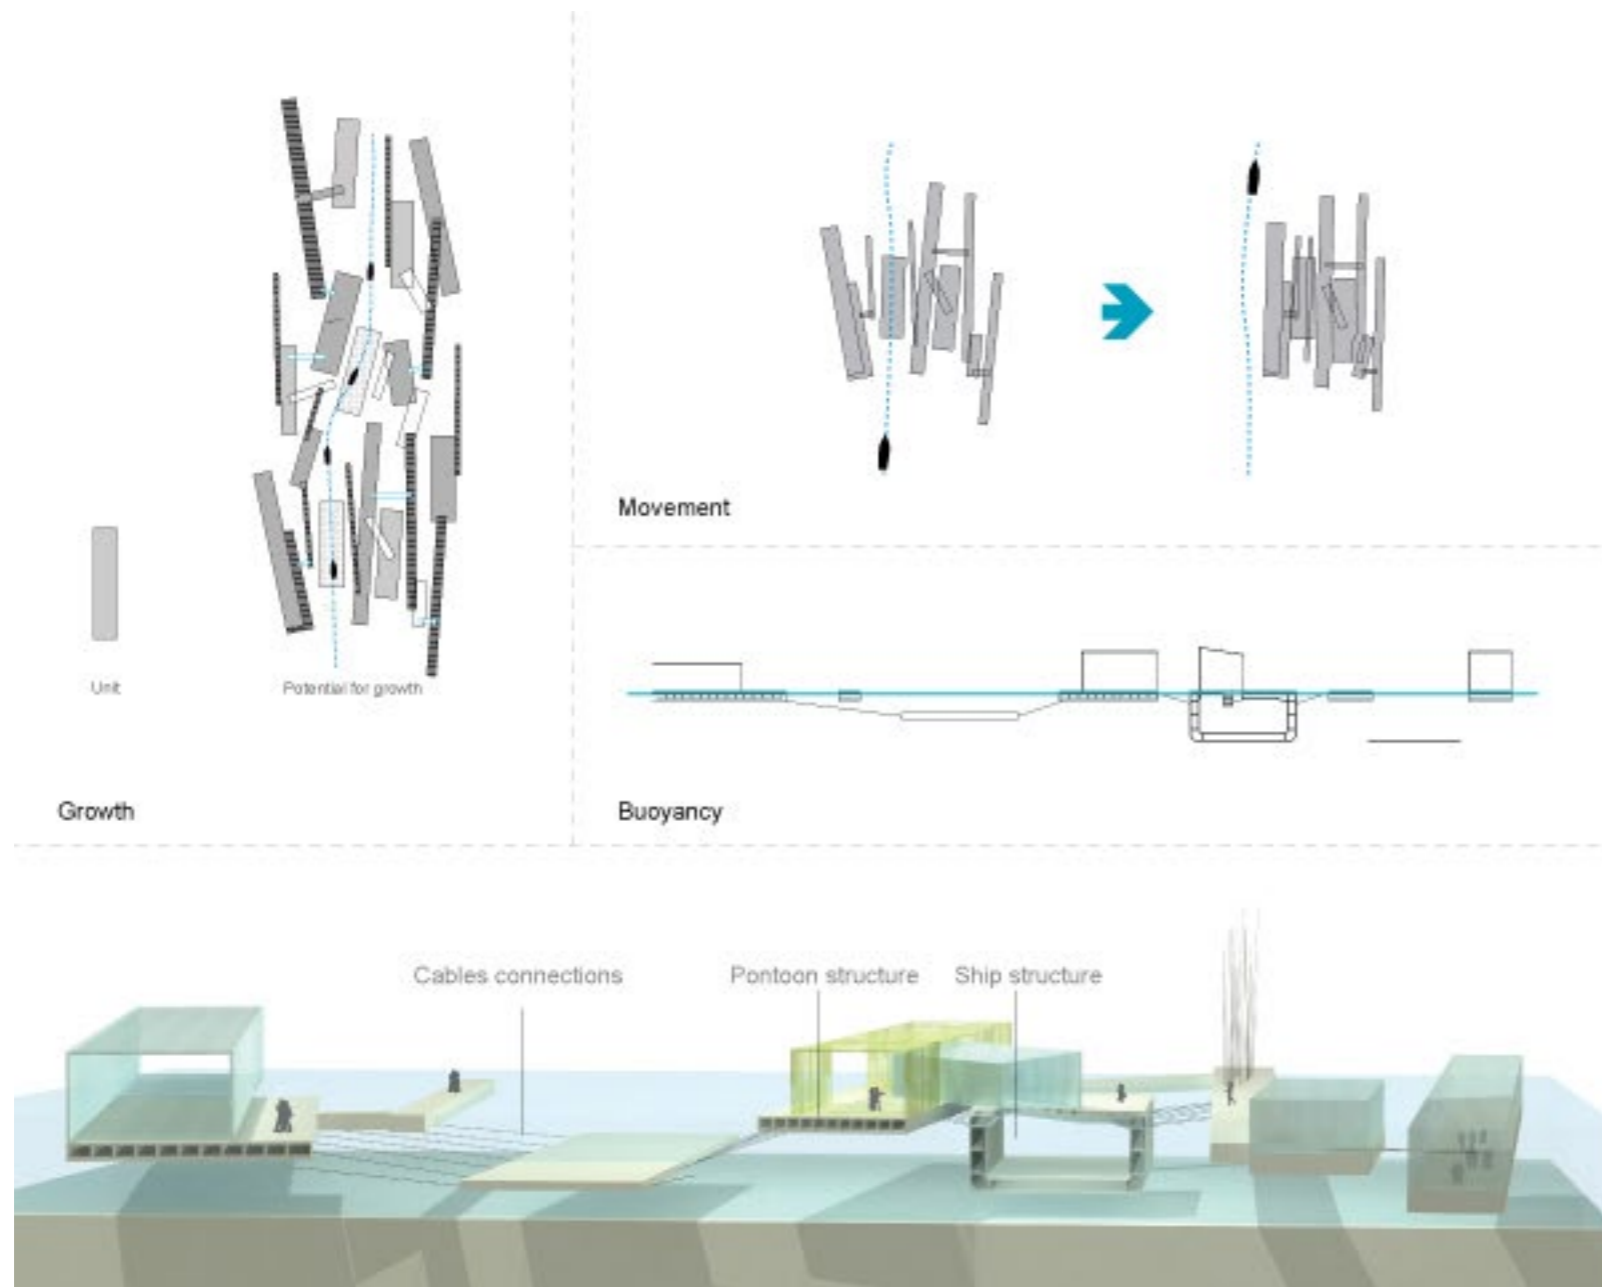 Unit
Potential for growth
Growth
Movement
Buoyancy
Cables connections
Pontoon structure
Ship structure